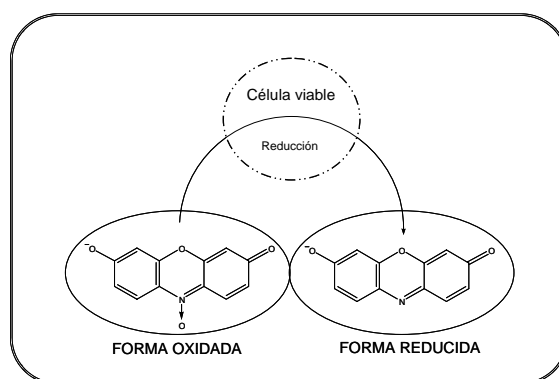 Célula viable
Reducción
-O O O
N
O
-O O O
N
FORMA OXIDADA FORMA REDUCIDA